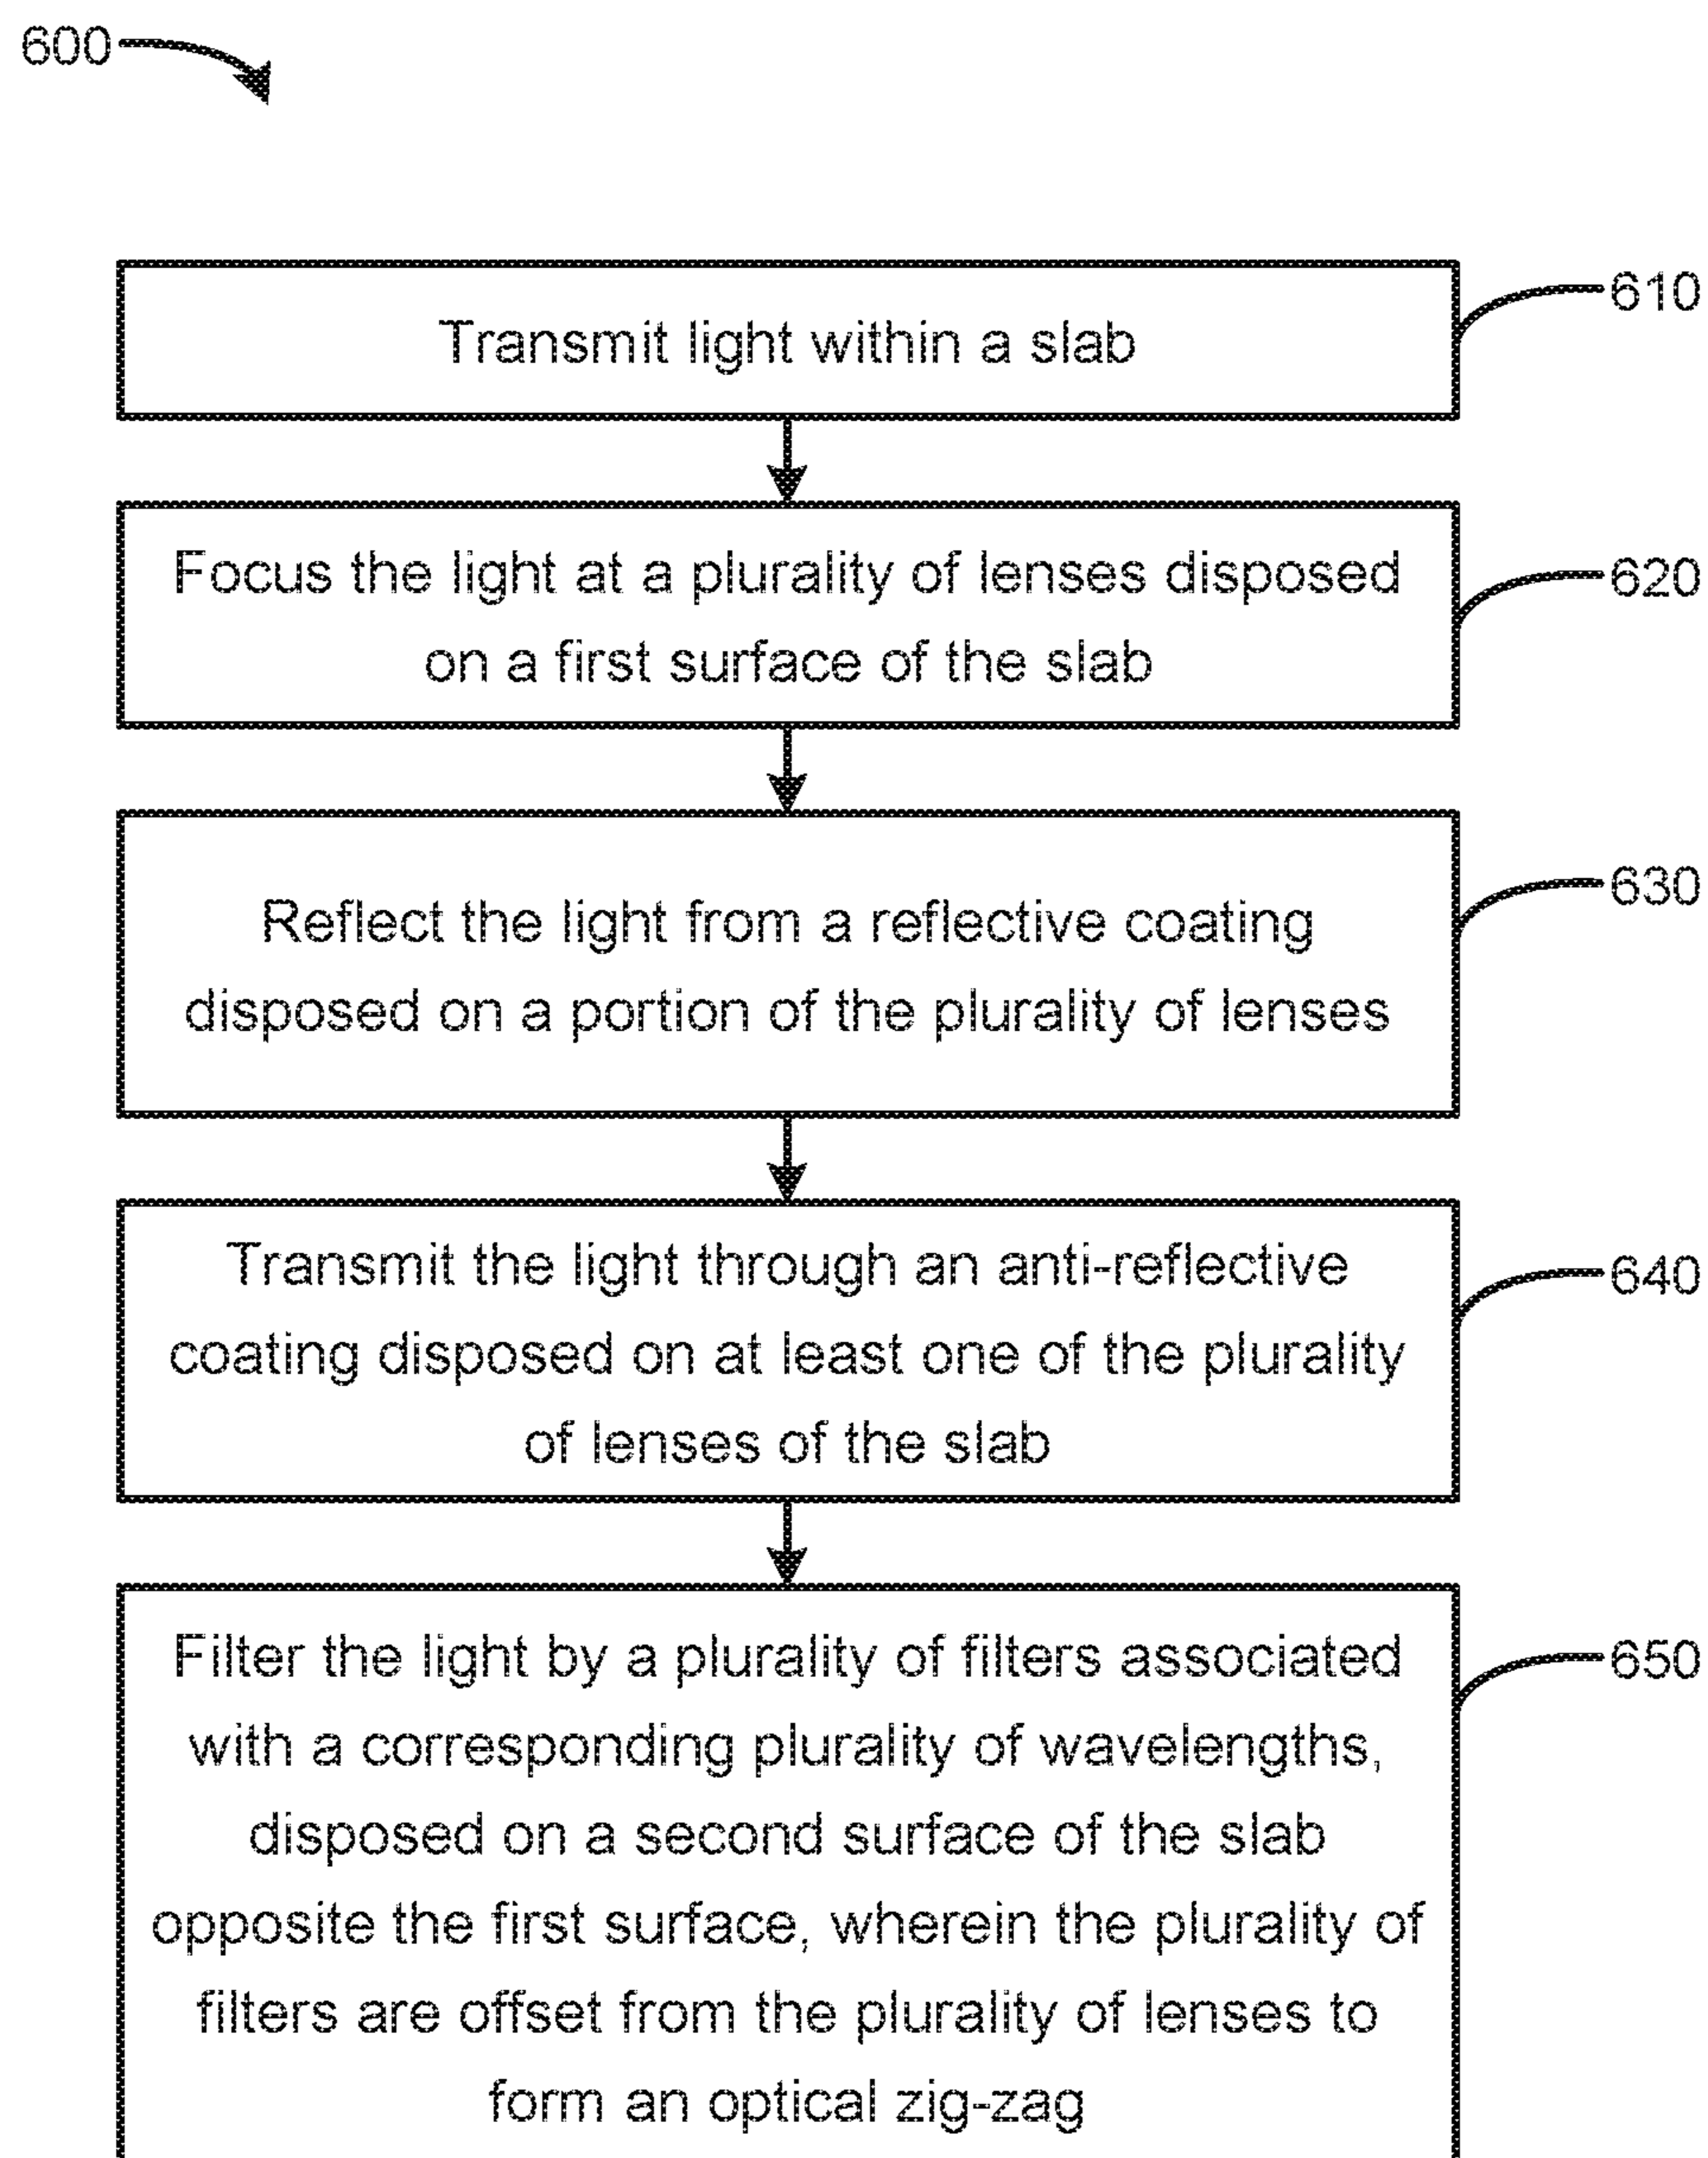 600
Transmit light within a slab
610
Focus the light at a plurality of lenses disposed
on a first surface of the slab
620
Reflect the light from a reflective coating
disposed on a portion of the plurality of lenses
630
Transmit the light through an anti-reflective
coating disposed on at least one of the plurality
of lenses of the slab
640
Filter the light by a plurality of filters associated
with a corresponding plurality of wavelengths,
disposed on a second surface of the slab
opposite the first surface, wherein the plurality of
filters are offset from the plurality of lenses to
form an optical zig-zag
650